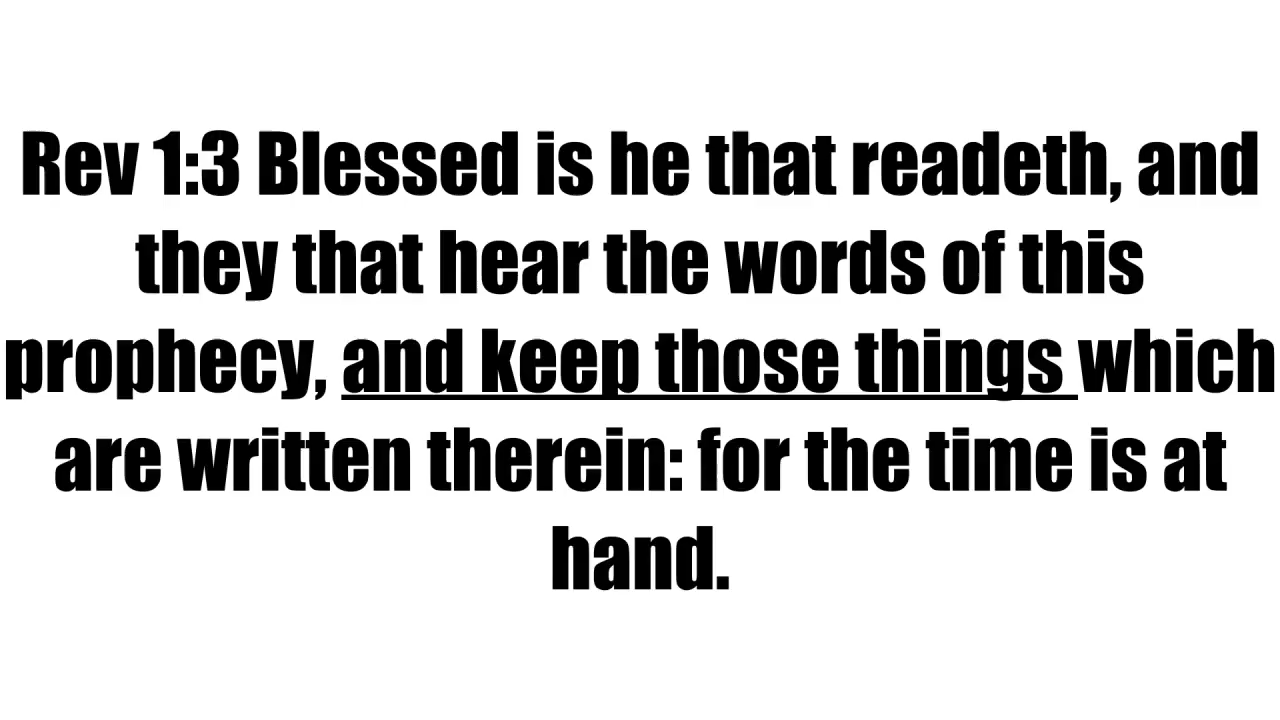 Rev 1:3 Blessed is he that readeth, and
they that hear the words of this
prophecy, and keep those things which
are written therein: for the time is at
hand.